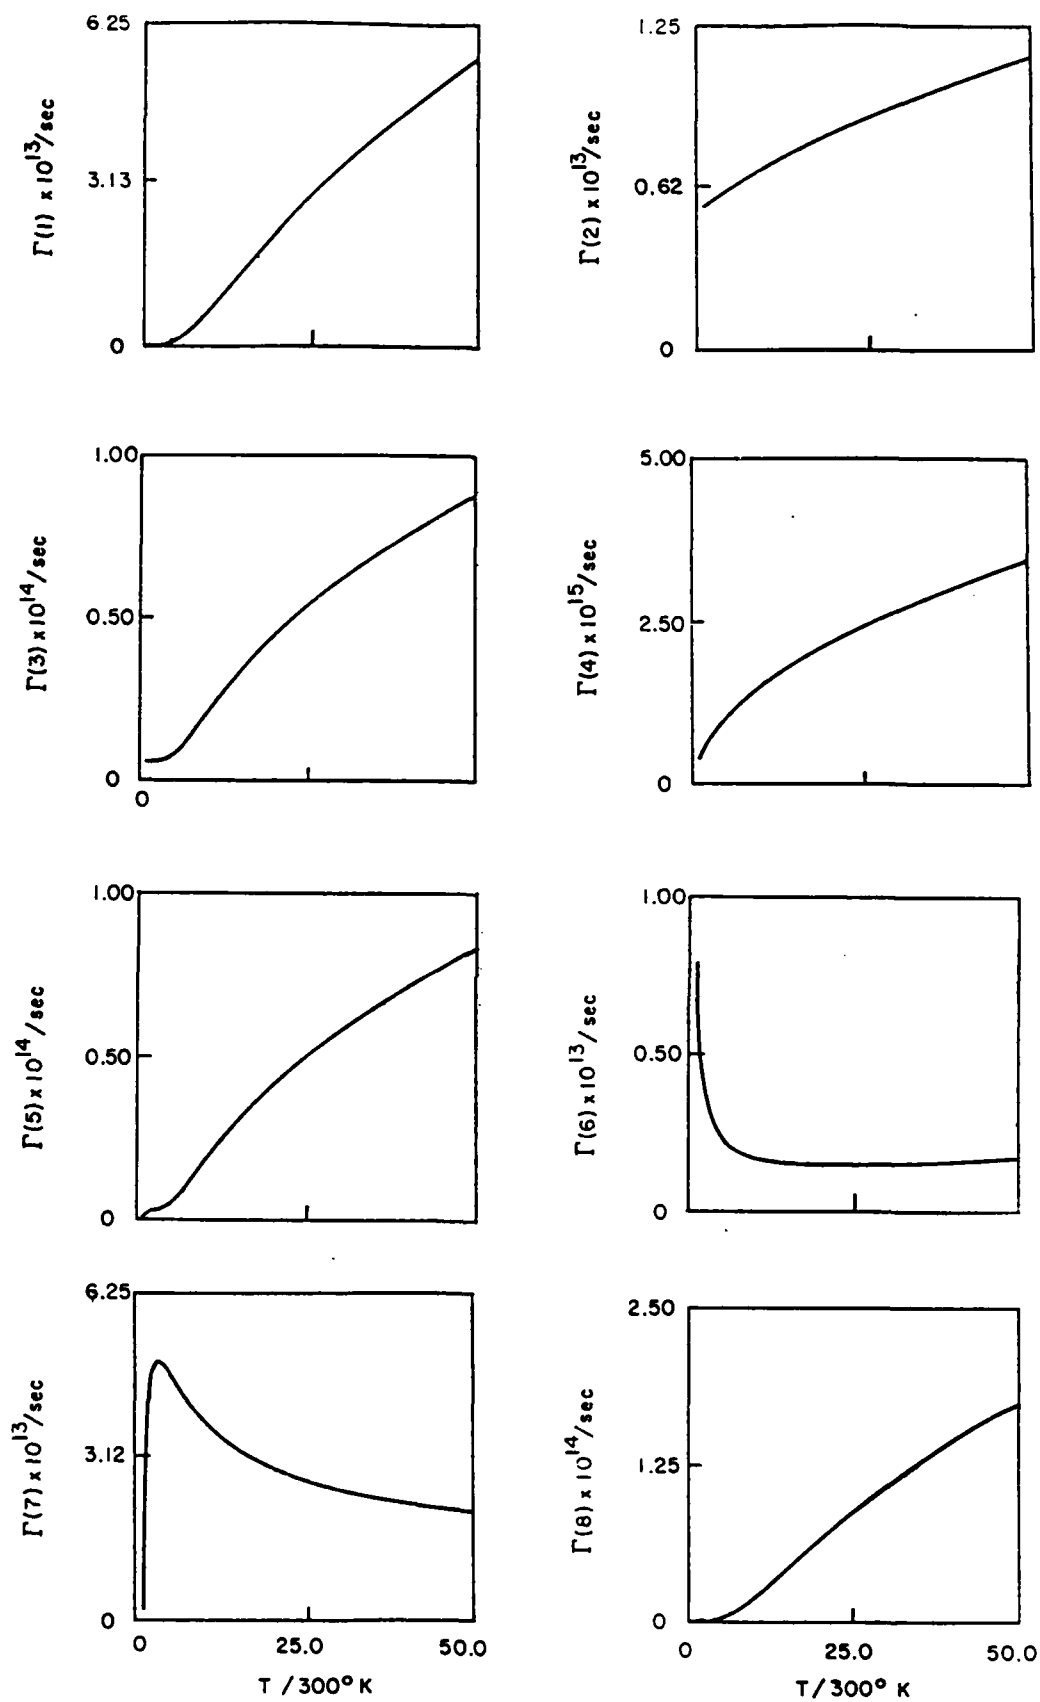 6.25
3.13
0
Γ(1) x 10^13/sec
1.25
0.62
0
Γ(2) x 10^13/sec
1.00
0.50
0
0
Γ(3) x 10^14/sec
5.00
2.50
0
Γ(4) x 10^15/sec
1.00
0.50
0
Γ(5) x 10^14/sec
1.00
0.50
0
Γ(6) x 10^13/sec
6.25
3.12
0
Γ(7) x 10^13/sec
0 25.0 50.0
T/300° K
2.50
1.25
0
Γ(8) x 10^14/sec
0 25.0 50.0
T/300° K